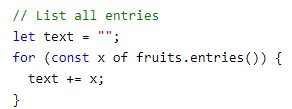 // List all entries
let text = "";
for (const x of fruits.entries()) {
  text += x;
}